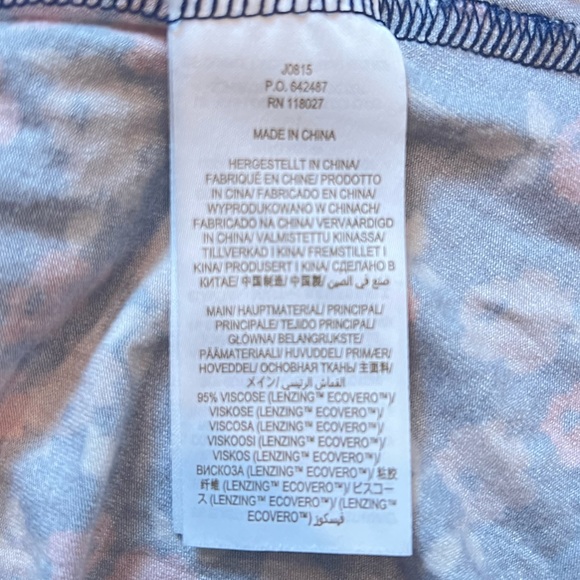 J0815
P.O. 642487
RN 118027
MADE IN CHINA
HERGESTELLT IN CHINA/
FABRIQUÉ EN CHINE/ PRODOTTO
IN CINA/ FABRICADO EN CHINA/
WYPRODUKOWANO W CHINACH/
FABRICADO NA CHINA/ VERVAARDIGD
IN CHINA/ VALMISTETTU KIINASSA/
TILLVERKAD I KINA/ FREMSTILLET I
KINA/ PRODUSERT I KINA/ СДЕЛАНО В
КИТАЕ/ 中国制造/ 中国製/ صنع في الصين
MAIN/ HAUPTMATERIAL/ PRINCIPAL/
PRINCIPALE/ TEJIDO PRINCIPAL/
GŁÓWNA/ BELANGRIJKSTE/
PÄÄMATERIAALI/ HUVUDDEL/ PRIMÆR/
HOVEDDEL/ ОСНОВНАЯ ТКАНЬ/ 主面料/
メイン/ القماش الرئيسي
95% VISCOSE (LENZING™ ECOVERO™)/
VISKOSE (LENZING™ ECOVERO™)/
VISCOSA (LENZING™ ECOVERO™)/
VISKOOSI (LENZING™ ECOVERO™)/
VISKOS (LENZING™ ECOVERO™)/
ВИСКОЗА (LENZING™ ECOVERO™)/ 粘胶
纤维 (LENZING™ ECOVERO™)/ ビスコー
ス (LENZING™ ECOVERO™)/ (LENZING™
ECOVERO™) فيسكوز